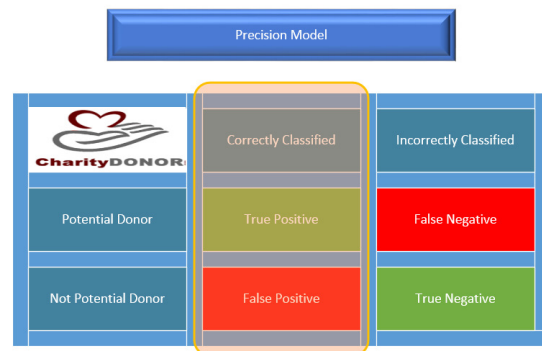 Precision Model
CharityDONOR
Correctly Classified
Incorrectly Classified
Potential Donor
True Positive
False Negative
Not Potential Donor
False Positive
True Negative